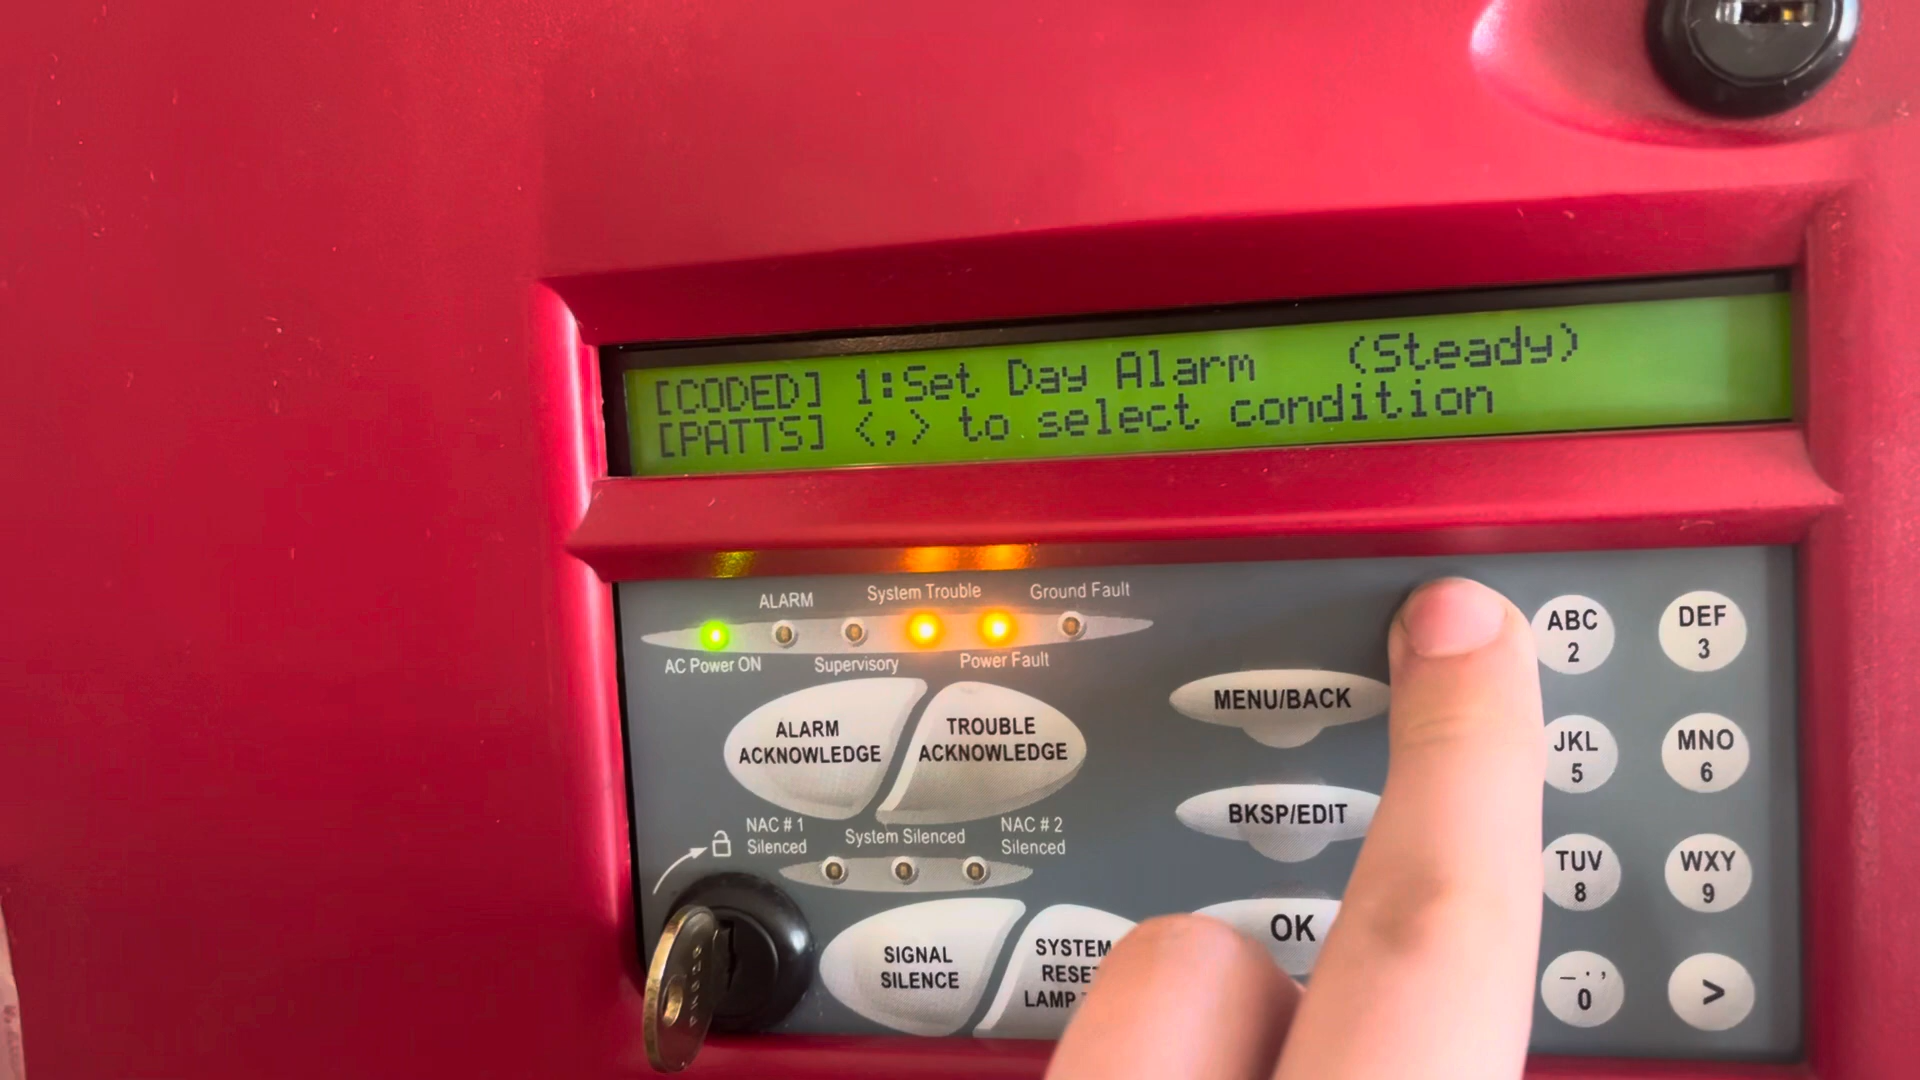 [CODED] 1:Set Day Alarm (Steady)
[PATTS] <,> to select condition
ALARM
System Trouble
Ground Fault
AC Power ON
Supervisory
Power Fault
ALARM
ACKNOWLEDGE
TROUBLE
ACKNOWLEDGE
NAC # 1
Silenced
System Silenced
NAC # 2
Silenced
SIGNAL
SILENCE
SYSTEM
RESET
LAMP
MENU/BACK
BKSP/EDIT
OK
ABC
2
DEF
3
JKL
5
MNO
6
TUV
8
WXY
9
_ . ,
0
>